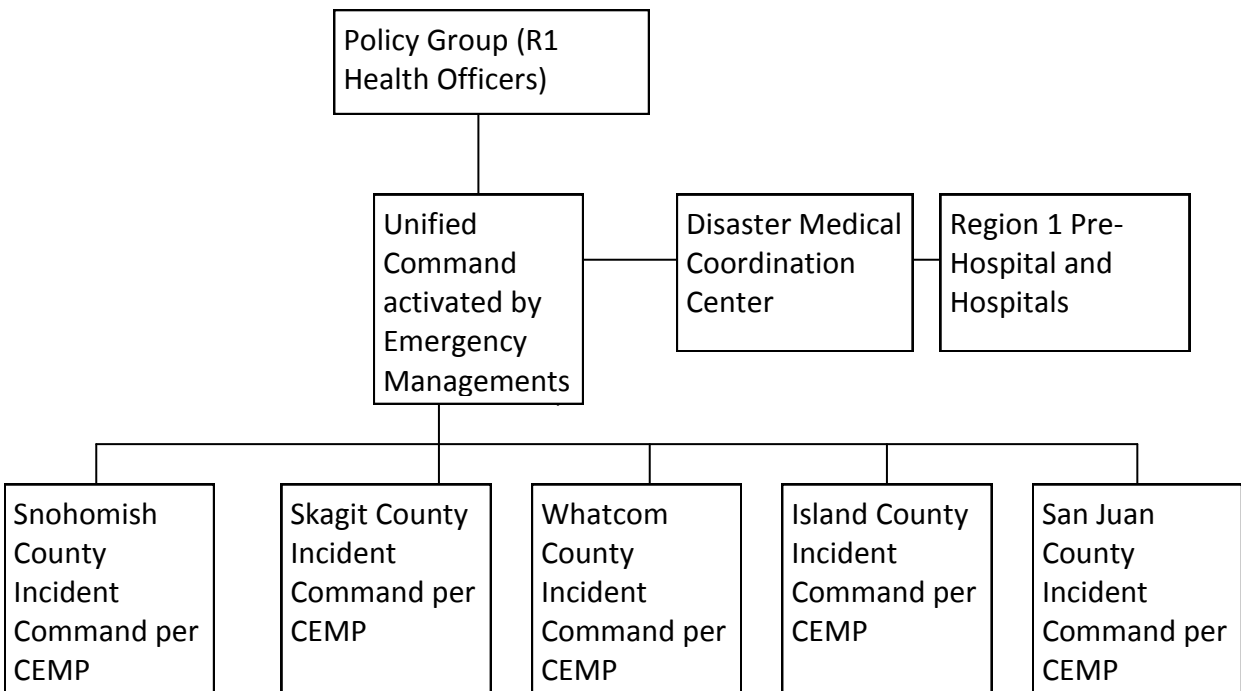 Policy Group (R1
Health Officers)
Unified
Command
activated by
Emergency
Managements
Disaster Medical
Coordination
Center
Region 1 Pre-
Hospital and
Hospitals
Snohomish
County
Incident
Command per
CEMP
Skagit County
Incident
Command per
CEMP
Whatcom
County
Incident
Command per
CEMP
Island County
Incident
Command per
CEMP
San Juan
County
Incident
Command per
CEMP